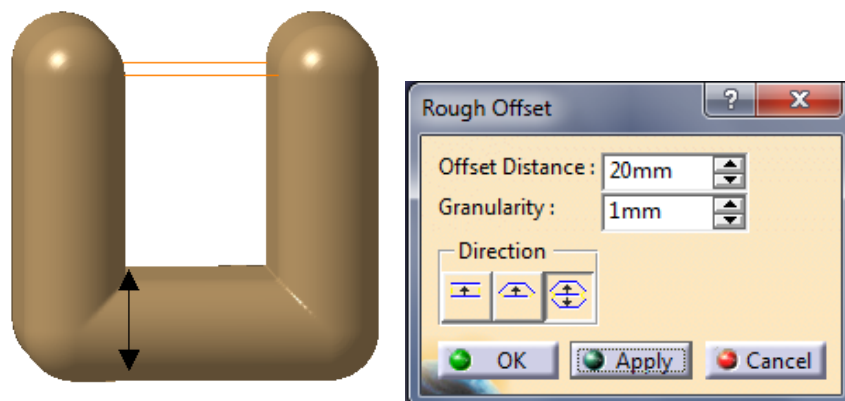 Rough Offset
?
X
Offset Distance : 20mm
Granularity : 1mm
Direction
OK Apply Cancel